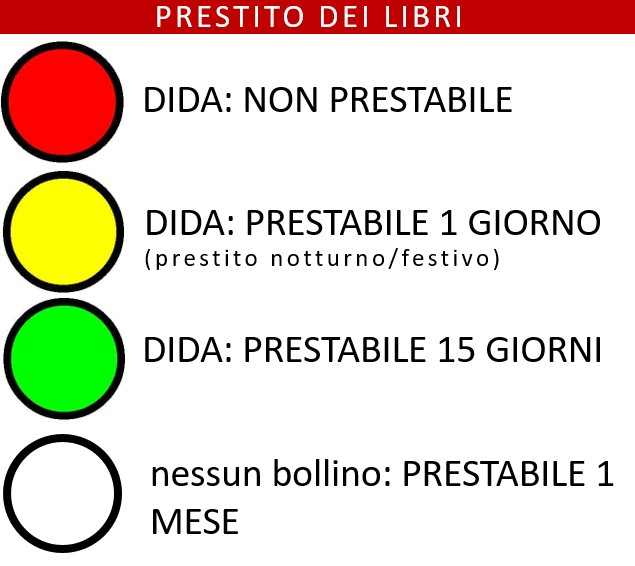 PRESTITO DEI LIBRI
DIDA: NON PRESTABILE
DIDA: PRESTABILE 1 GIORNO
(prestito notturno/festivo)
DIDA: PRESTABILE 15 GIORNI
nessun bollino: PRESTABILE 1
MESE